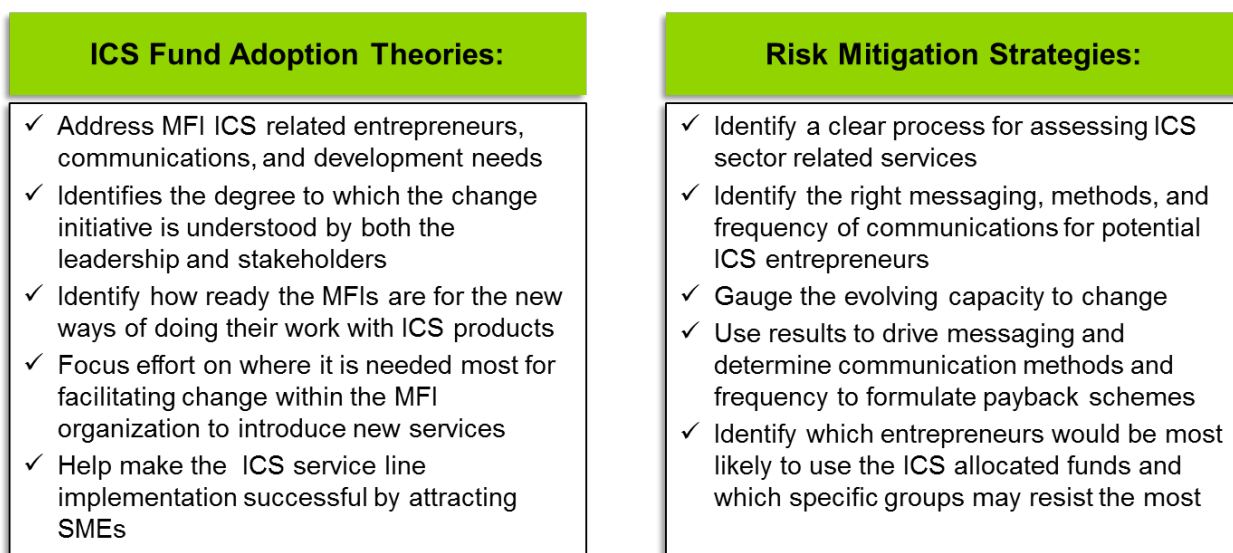 ICS Fund Adoption Theories:
✓ Address MFI ICS related entrepreneurs,
communications, and development needs
✓ Identifies the degree to which the change
initiative is understood by both the
leadership and stakeholders
✓ Identify how ready the MFIs are for the new
ways of doing their work with ICS products
✓ Focus effort on where it is needed most for
facilitating change within the MFI
organization to introduce new services
✓ Help make the ICS service line
implementation successful by attracting
SMEs
Risk Mitigation Strategies:
✓ Identify a clear process for assessing ICS
sector related services
✓ Identify the right messaging, methods, and
frequency of communications for potential
ICS entrepreneurs
✓ Gauge the evolving capacity to change
✓ Use results to drive messaging and
determine communication methods and
frequency to formulate payback schemes
✓ Identify which entrepreneurs would be most
likely to use the ICS allocated funds and
which specific groups may resist the most